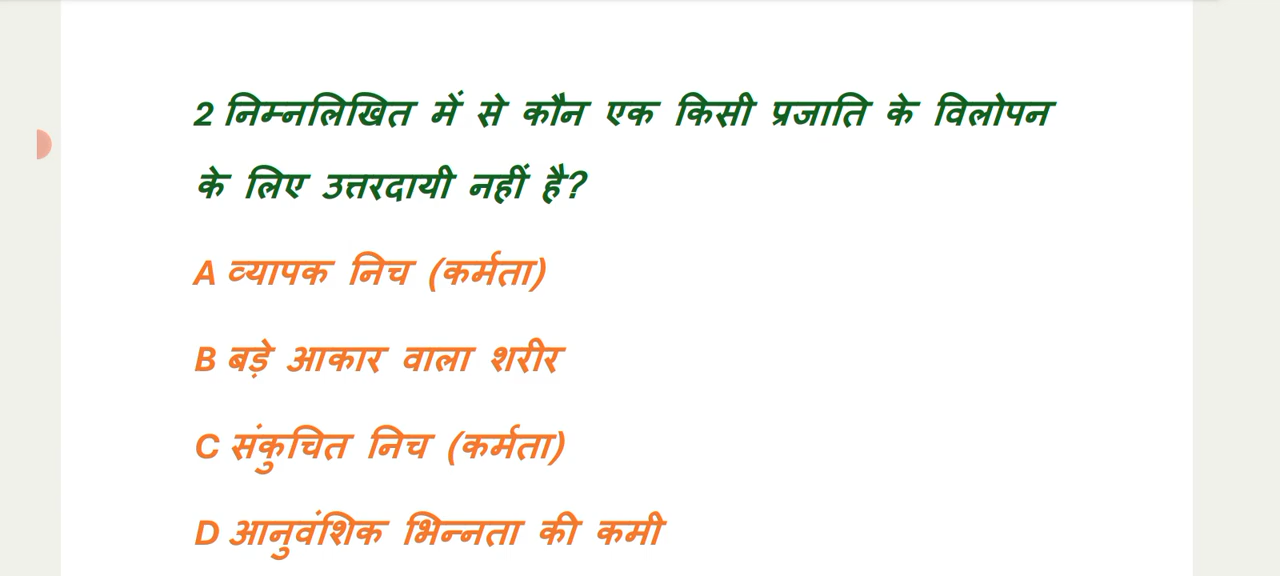 2 निम्नलिखित में से कौन एक किसी प्रजाति के विलोपन
के लिए उत्तरदायी नहीं है?
A व्यापक निच (कर्मता)
B बड़े आकार वाला शरीर
C संकुचित निच (कर्मता)
D आनुवंशिक भिन्नता की कमी